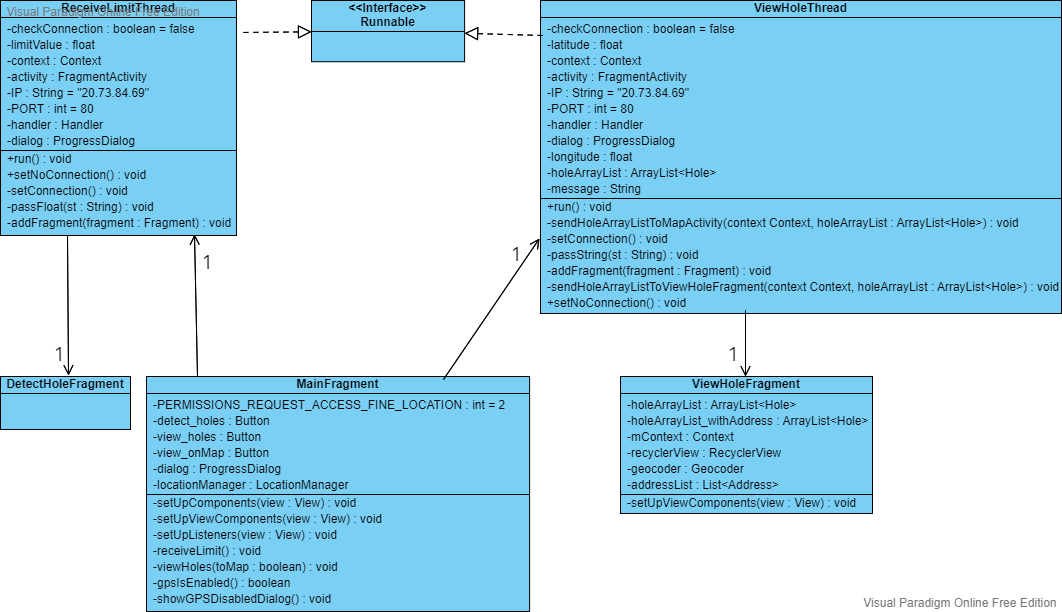 Visual Paradigm Online Free Edition
ReceiveLimitThread
-checkConnection : boolean = false
-limitValue : float
-context : Context
-activity : FragmentActivity
-IP : String = "20.73.84.69"
-PORT : int = 80
-handler : Handler
-dialog : ProgressDialog
+run() : void
+setNoConnection() : void
-setConnection() : void
-passFloat(st : String) : void
-addFragment(fragment : Fragment) : void
<<Interface>>
Runnable
ViewHoleThread
-checkConnection : boolean = false
-latitude : float
-context : Context
-activity : FragmentActivity
-IP : String = "20.73.84.69"
-PORT : int = 80
-handler : Handler
-dialog : ProgressDialog
-longitude : float
-holeArrayList : ArrayList<Hole>
-message : String
+run() : void
-sendHoleArrayListToMapActivity(context Context, holeArrayList : ArrayList<Hole>) : void
-setConnection() : void
-passString(st : String) : void
-addFragment(fragment : Fragment) : void
-sendHoleArrayListToViewHoleFragment(context Context, holeArrayList : ArrayList<Hole>) : void
+setNoConnection() : void
1
1
1
1
DetectHoleFragment
MainFragment
-PERMISSIONS_REQUEST_ACCESS_FINE_LOCATION : int = 2
-detect_holes : Button
-view_holes : Button
-view_onMap : Button
-dialog : ProgressDialog
-locationManager : LocationManager
-setUpComponents(view : View) : void
-setUpViewComponents(view : View) : void
-setUpListeners(view : View) : void
-receiveLimit() : void
-viewHoles(toMap : boolean) : void
-gpsIsEnabled() : boolean
-showGPSDisabledDialog() : void
ViewHoleFragment
-holeArrayList : ArrayList<Hole>
-holeArrayList_withAddress : ArrayList<Hole>
-mContext : Context
-recyclerView : RecyclerView
-geocoder : Geocoder
-addressList : List<Address>
-setUpViewComponents(view : View) : void
Visual Paradigm Online Free Edition